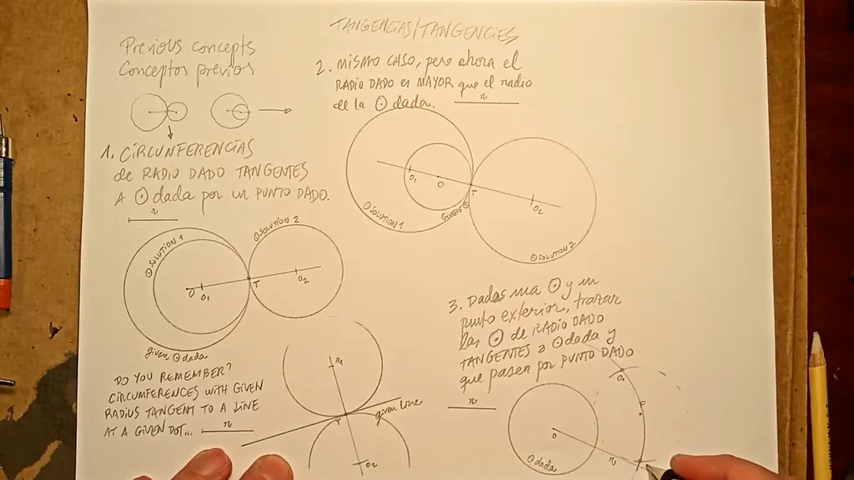 TANGENCIAS/TANGENCIES
Previous concepts
Conceptos previos
1. CIRCUNFERENCIAS
de RADIO DADO TANGENTES
A ⊙ dada por un PUNTO DADO.
r
⊙ SOLUTION 1
⊙ SOLUTION 2
O
O1
T
O2
given ⊙ dada
DO YOU REMEMBER?
CIRCUMFERENCES WITH GIVEN
RADIUS TANGENT TO A LINE
AT A GIVEN DOT...
r
O1
T
given line
O2
2. MISMO CASO, pero ahora el
RADIO DADO es MAYOR que el radio
de la ⊙ dada.
r
O1
O
T
O2
⊙ SOLUTION 1
GIVEN ⊙
⊙ SOLUTION 2
3. Dadas una ⊙ y un
punto exterior, trazar
las ⊙ de RADIO DADO
TANGENTES a ⊙ dada y
que pasen por PUNTO DADO
r
O1
P
O
r
⊙ dada